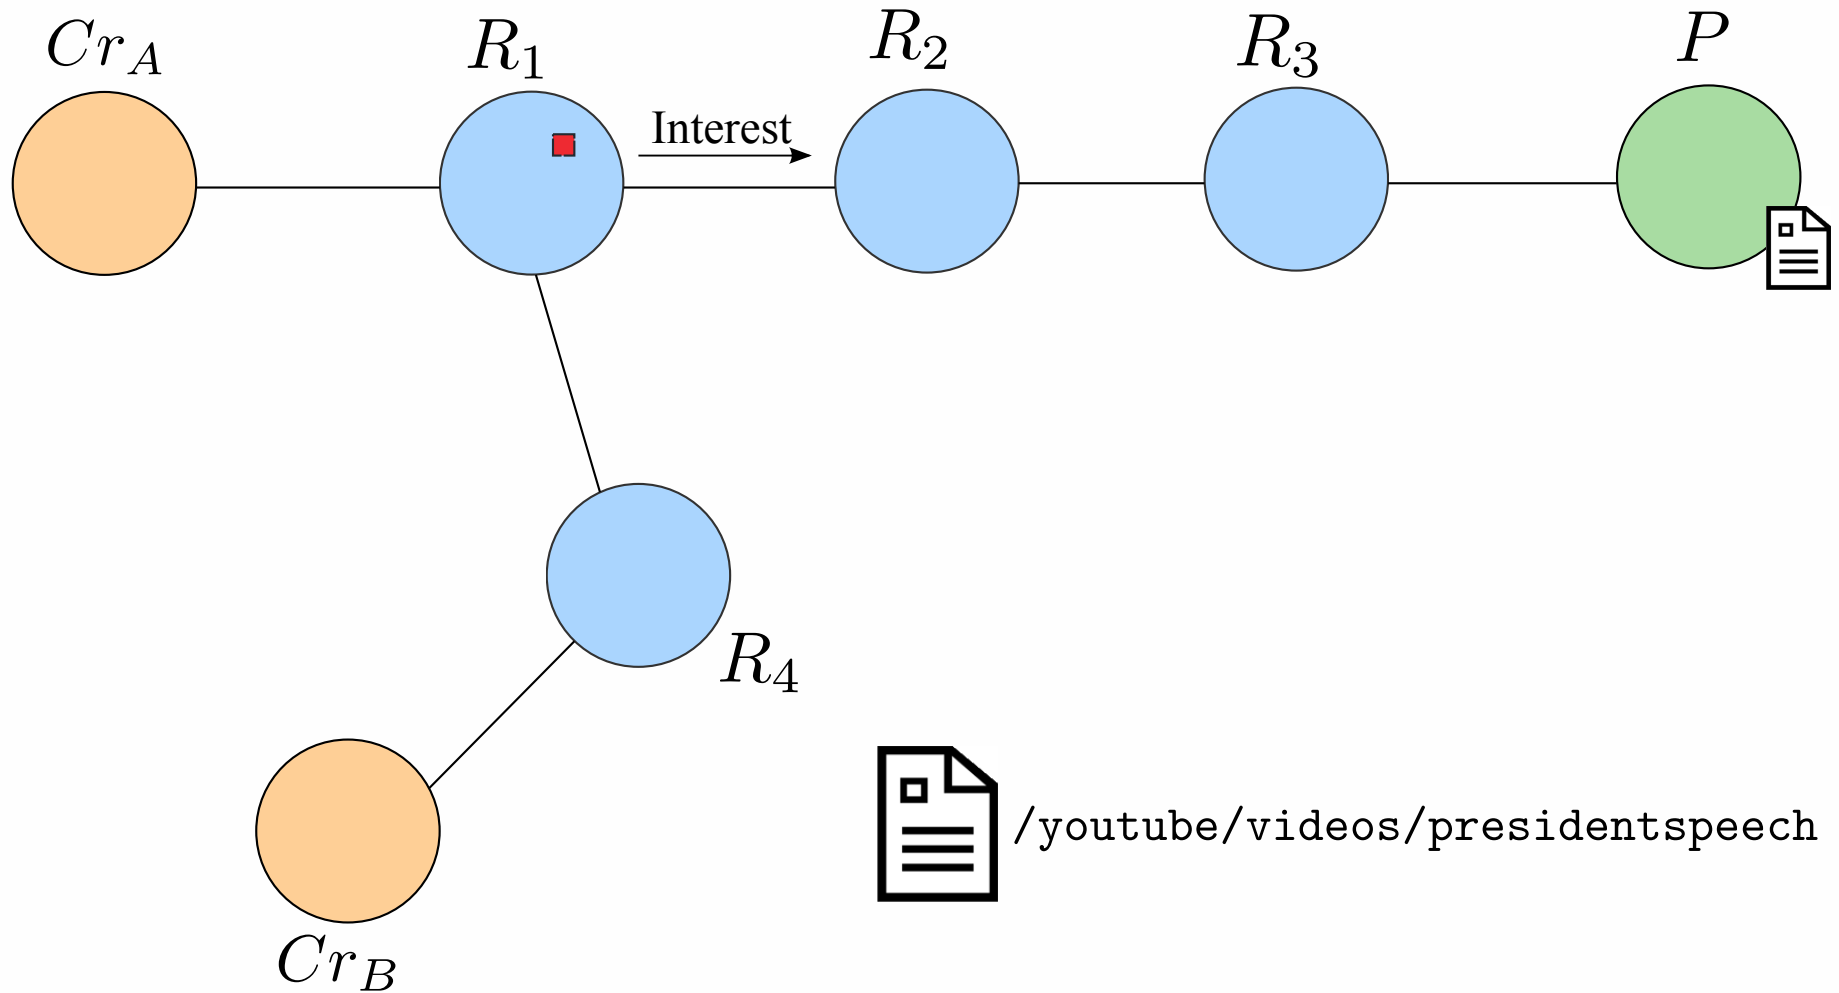 Cr_A
R_1
R_2
R_3
P
Interest
R_4
/youtube/videos/presidentspeech
Cr_B